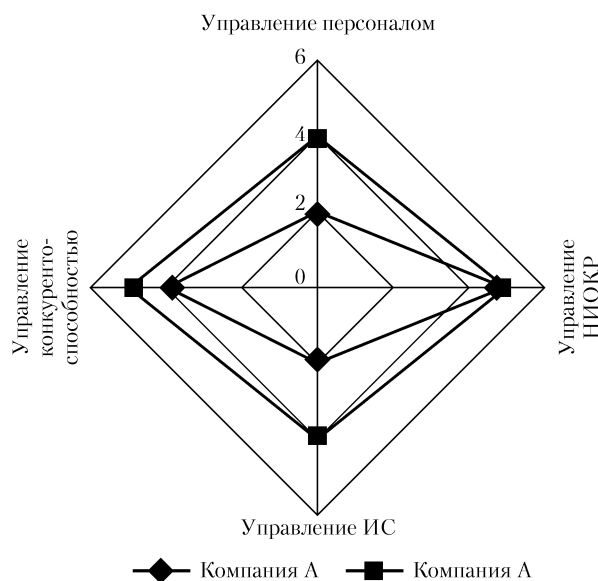 Управление персоналом
6
4
2
0
Управление
конкуренто-
способностью
Управление
НИОКР
Управление ИС
Компания А
Компания А